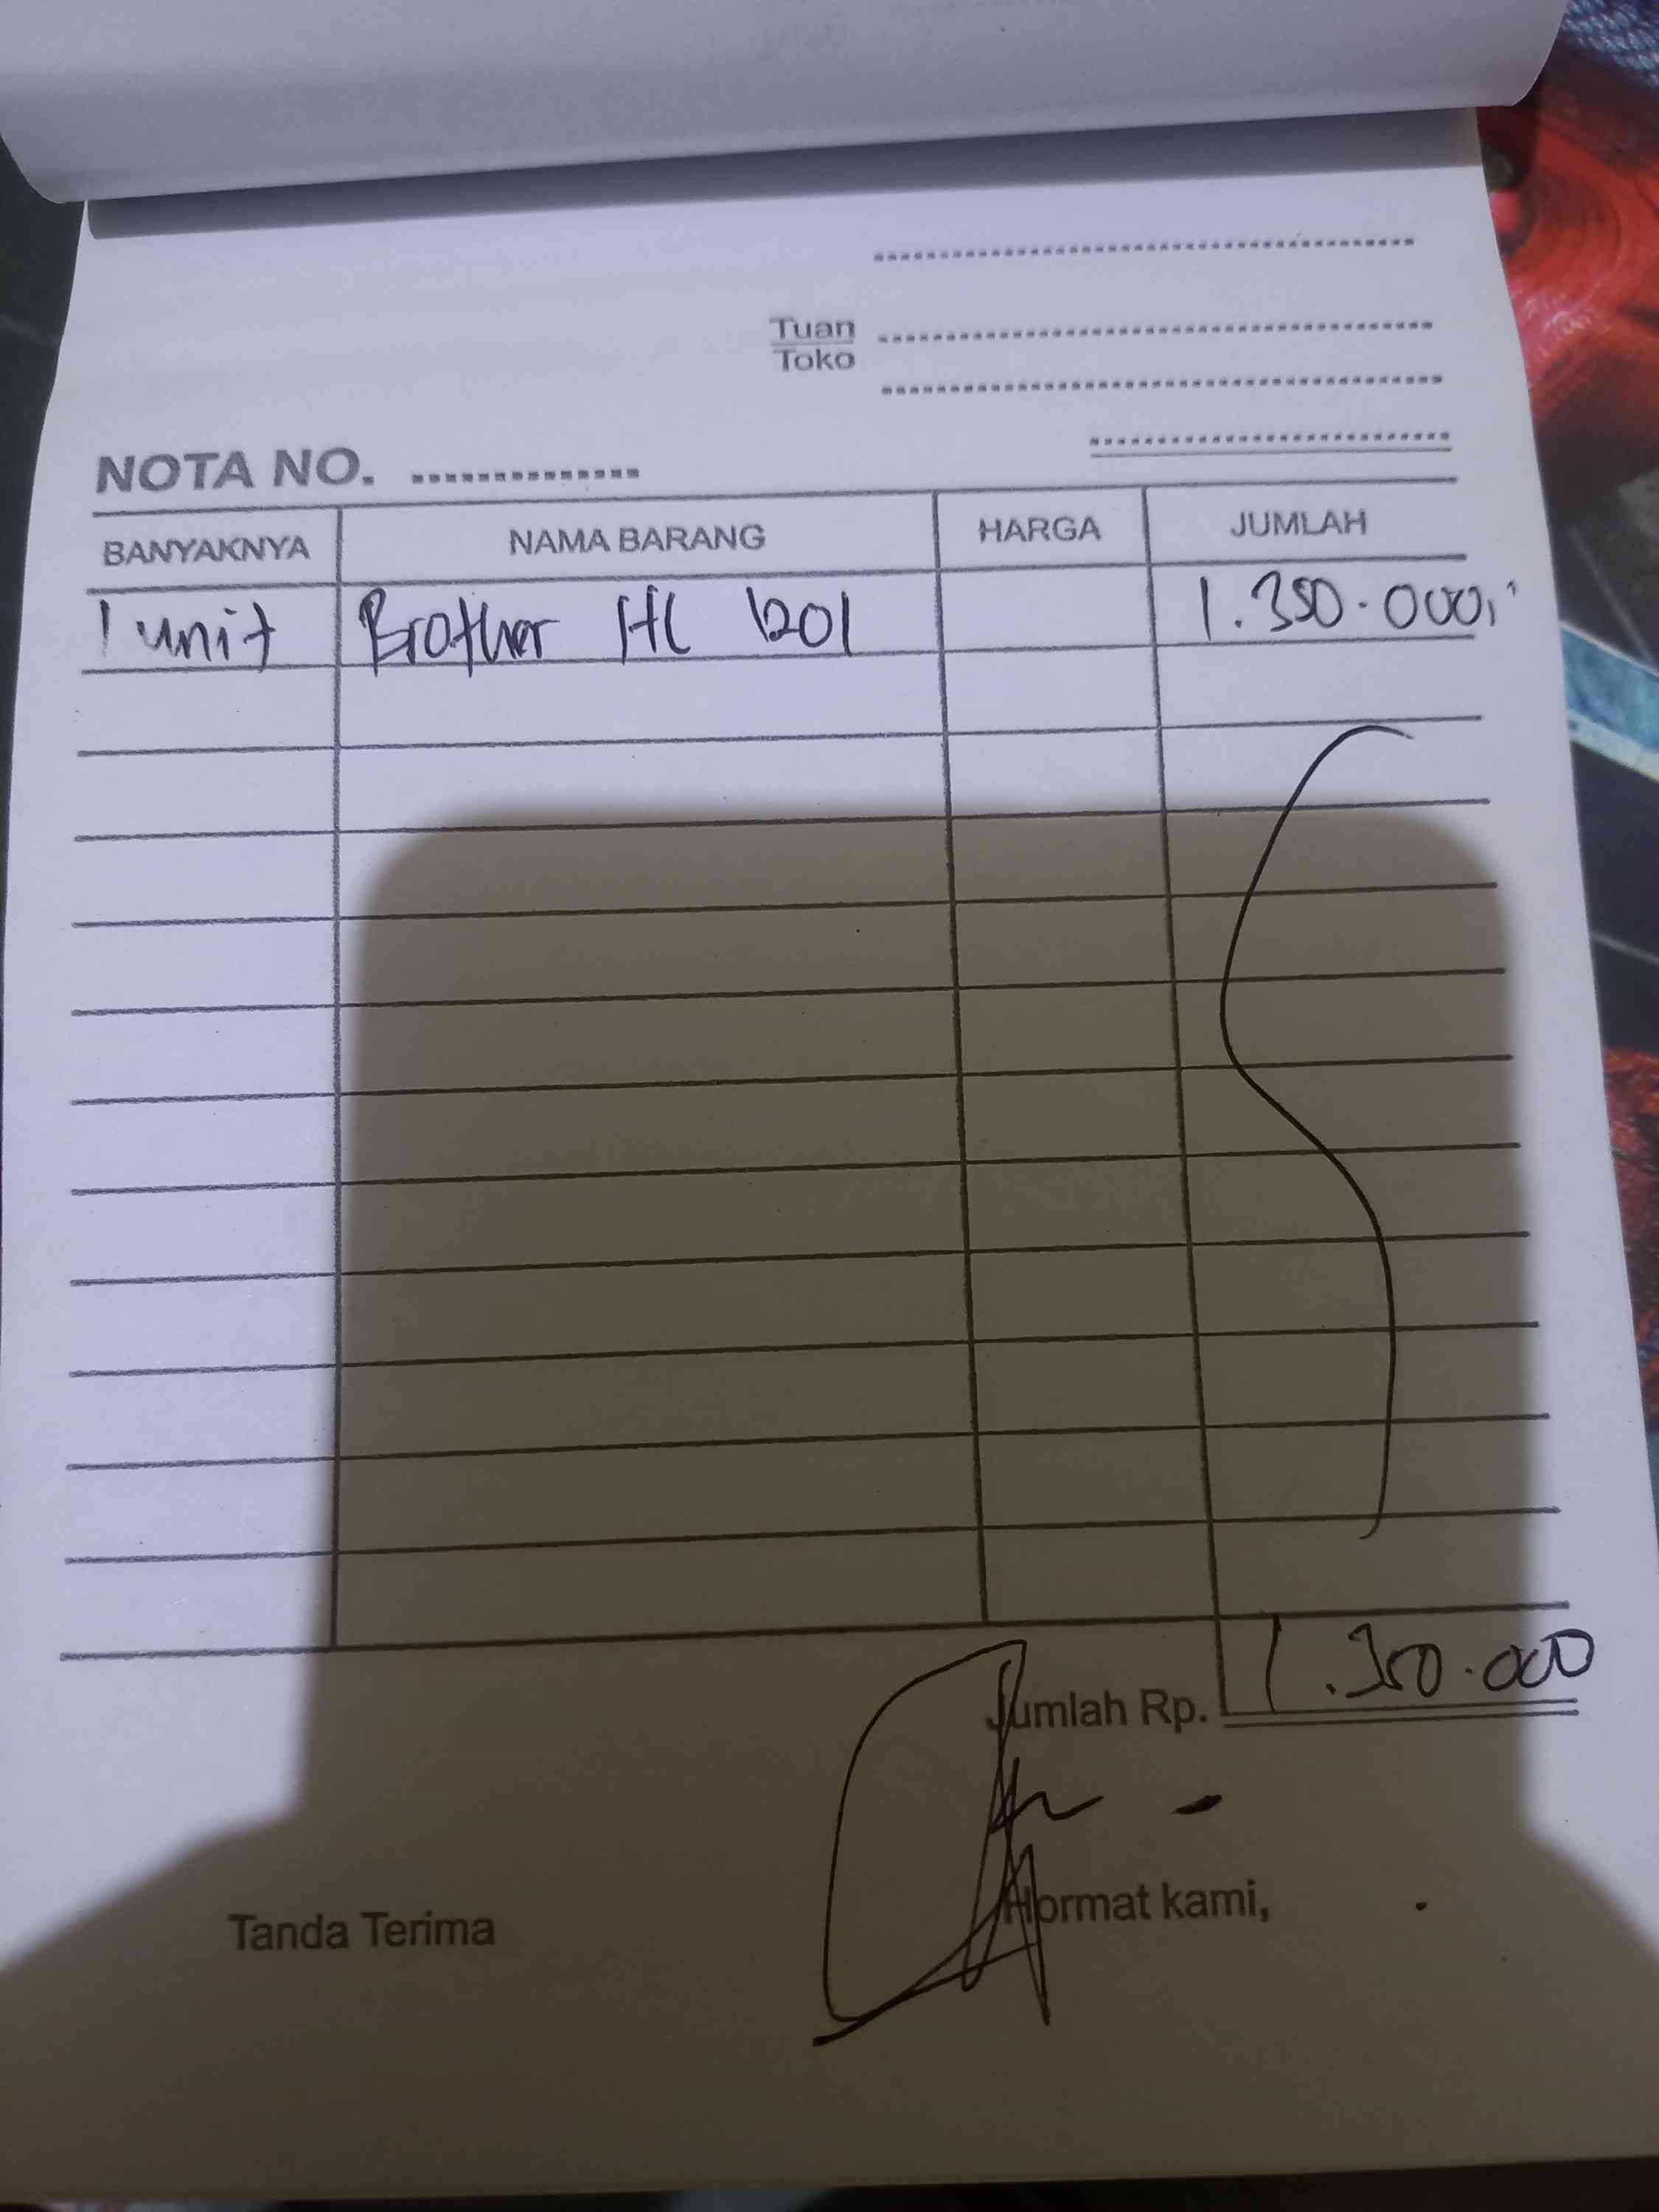 Tuan
Toko
NOTA NO. ..............
BANYAKNYA NAMA BARANG HARGA JUMLAH
1 unit Brother HL 1201 1.350.000,-
Jumlah Rp. 1.350.000
Tanda Terima Hormat kami,